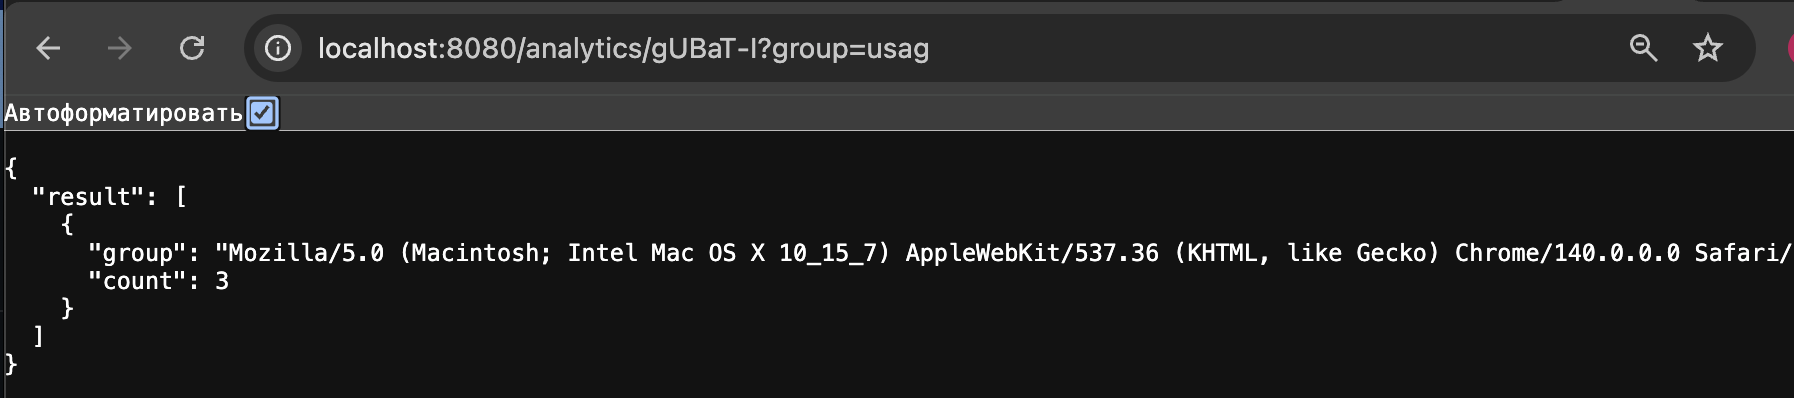 localhost:8080/analytics/gUBaT-I?group=usag
Автоформатировать
{
"result": [
{
"group": "Mozilla/5.0 (Macintosh; Intel Mac OS X 10_15_7) AppleWebKit/537.36 (KHTML, like Gecko) Chrome/140.0.0.0 Safari/
"count": 3
}
]
}